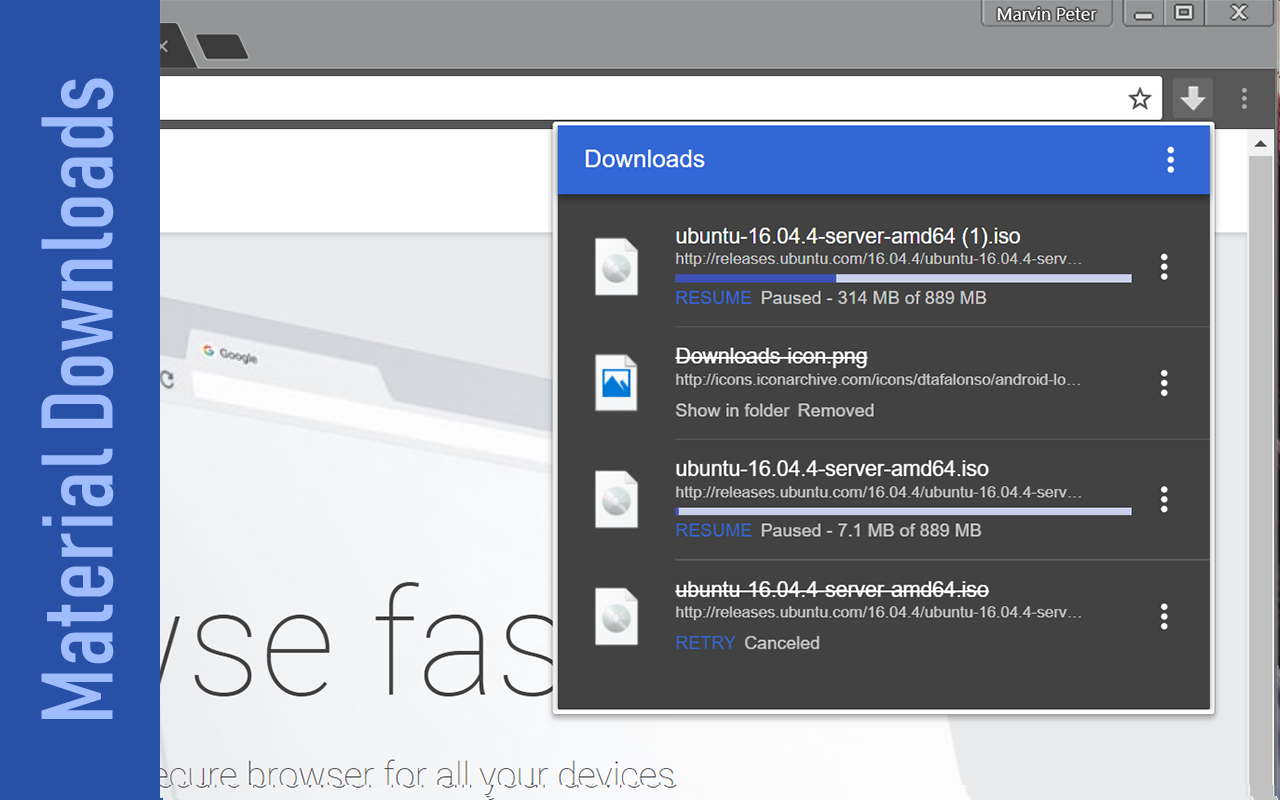 Material Downloads
Marvin Peter
Downloads
ubuntu-16.04.4-server-amd64 (1).iso
http://releases.ubuntu.com/16.04.4/ubuntu-16.04.4-serv…
RESUME Paused - 314 MB of 889 MB
Downloads-icon.png
http://icons.iconarchive.com/icons/dtafalonso/android-lo…
Show in folder Removed
ubuntu-16.04.4-server-amd64.iso
http://releases.ubuntu.com/16.04.4/ubuntu-16.04.4-serv…
RESUME Paused - 7.1 MB of 889 MB
ubuntu-16.04.4-server-amd64.iso
http://releases.ubuntu.com/16.04.4/ubuntu-16.04.4-serv…
RETRY Canceled
Google
wse fas
ecure browser for all your devices